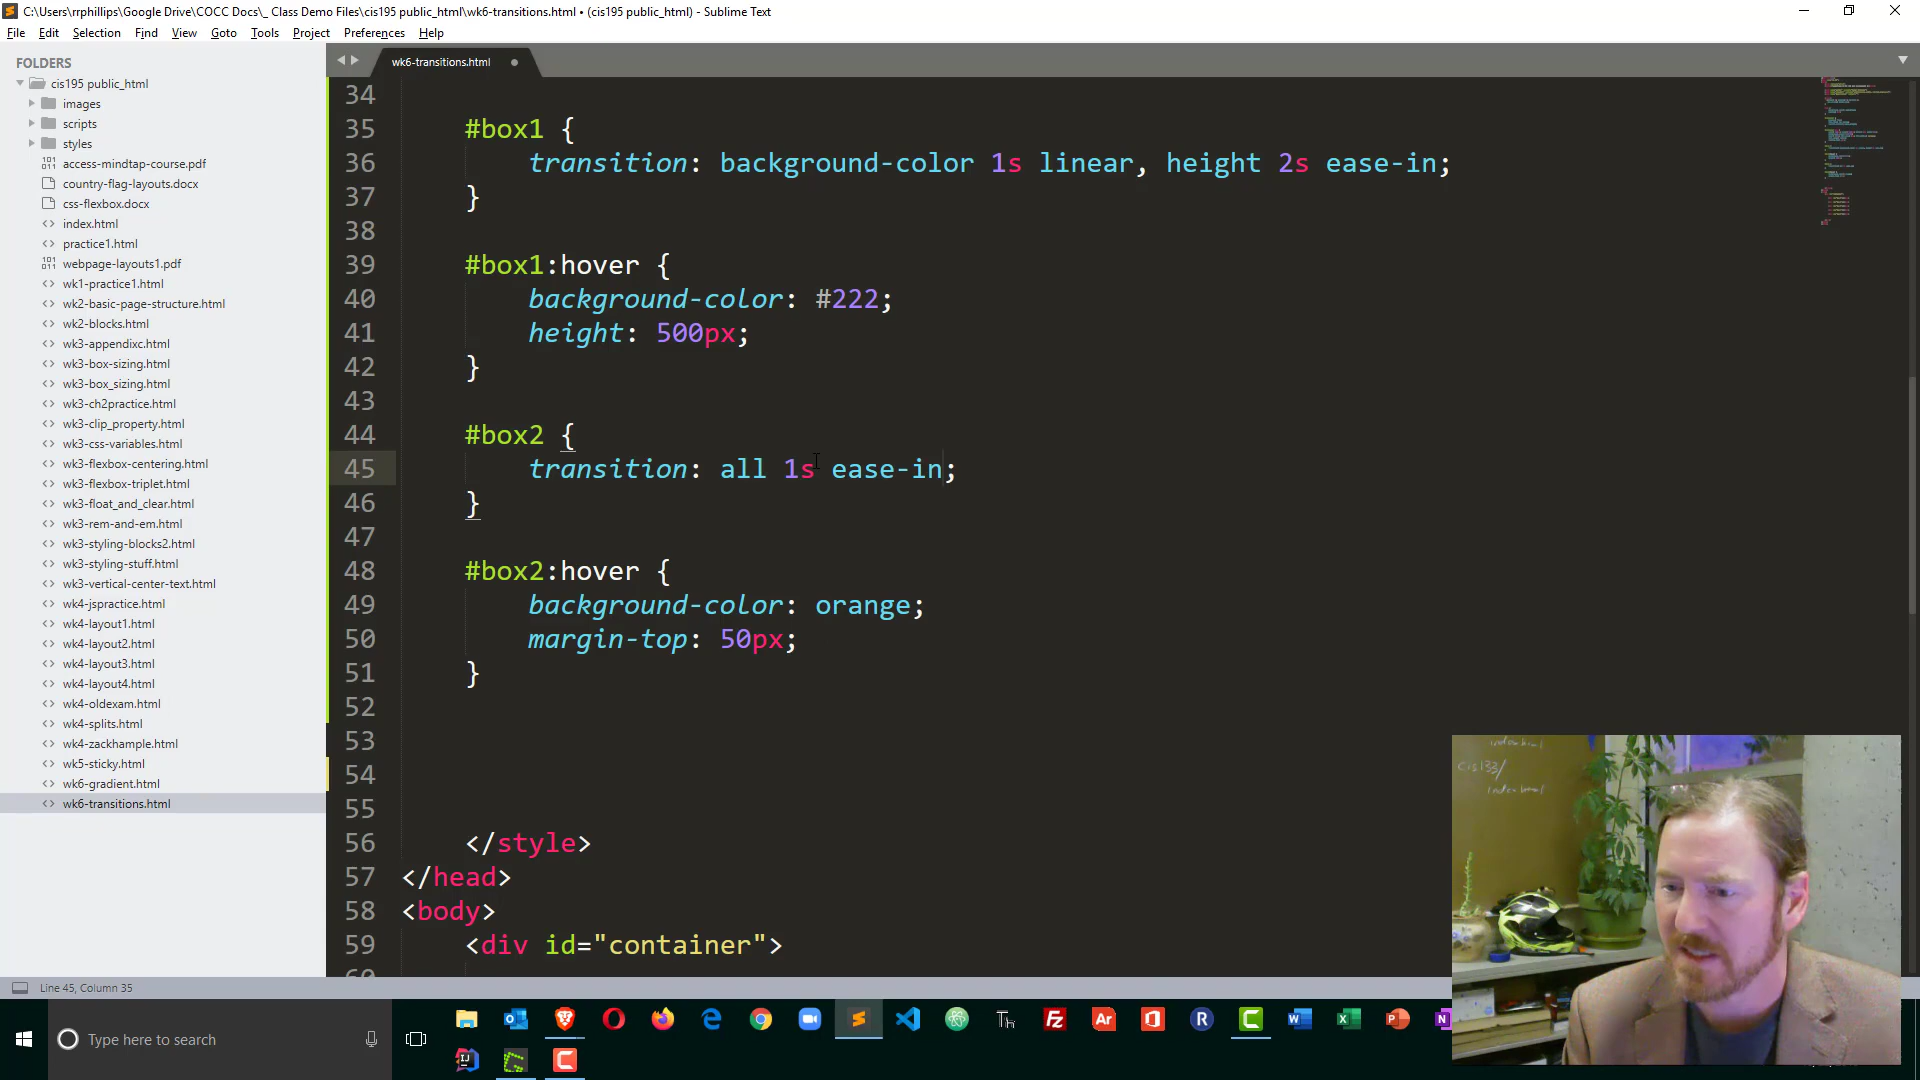 C:\Users\rrphillips\Google Drive\COCC Docs\_ Class Demo Files\cis195 public_html\wk6-transitions.html • (cis195 public_html) - Sublime Text
File Edit Selection Find View Goto Tools Project Preferences Help
FOLDERS
cis195 public_html
images
scripts
styles
access-mindtap-course.pdf
country-flag-layouts.docx
css-flexbox.docx
index.html
practice1.html
webpage-layouts1.pdf
wk1-practice1.html
wk2-basic-page-structure.html
wk2-blocks.html
wk3-appendixc.html
wk3-box-sizing.html
wk3-box_sizing.html
wk3-ch2practice.html
wk3-clip_property.html
wk3-css-variables.html
wk3-flexbox-centering.html
wk3-flexbox-triplet.html
wk3-float_and_clear.html
wk3-rem-and-em.html
wk3-styling-blocks2.html
wk3-styling-stuff.html
wk3-vertical-center-text.html
wk4-jspractice.html
wk4-layout1.html
wk4-layout2.html
wk4-layout3.html
wk4-layout4.html
wk4-oldexam.html
wk4-splits.html
wk4-zackhample.html
wk5-sticky.html
wk6-gradient.html
wk6-transitions.html
wk6-transitions.html
34
35 #box1 {
36 transition: background-color 1s linear, height 2s ease-in;
37 }
38
39 #box1:hover {
40 background-color: #222;
41 height: 500px;
42 }
43
44 #box2 {
45 transition: all 1s ease-in;
46 }
47
48 #box2:hover {
49 background-color: orange;
50 margin-top: 50px;
51 }
52
53
54
55
56 </style>
57 </head>
58 <body>
59 <div id="container">
60
cis133/
Line 45, Column 35
Type here to search